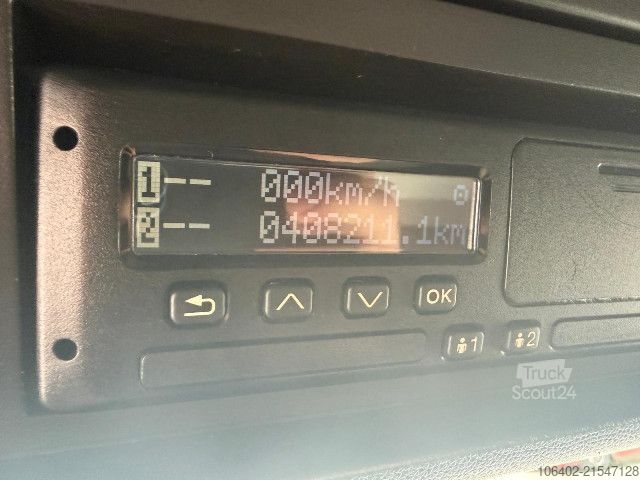 1-- 000km/h
2-- 0408211.1km
OK
1
2
Truck
Scout24
106402-21547128